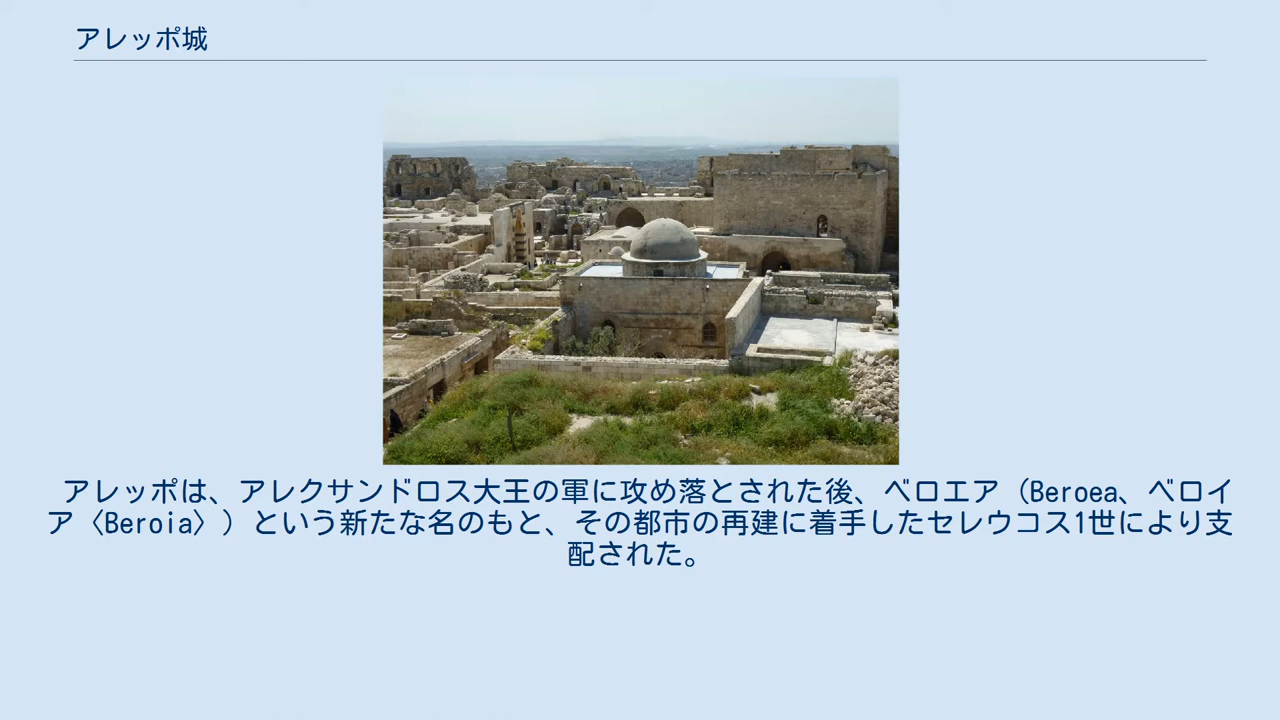 アレッポ城
アレッポは、アレクサンドロス大王の軍に攻め落とされた後、ベロエア（Beroea、ベロイ
ア〈Beroia〉）という新たな名のもと、その都市の再建に着手したセレウコス1世により支
配された。